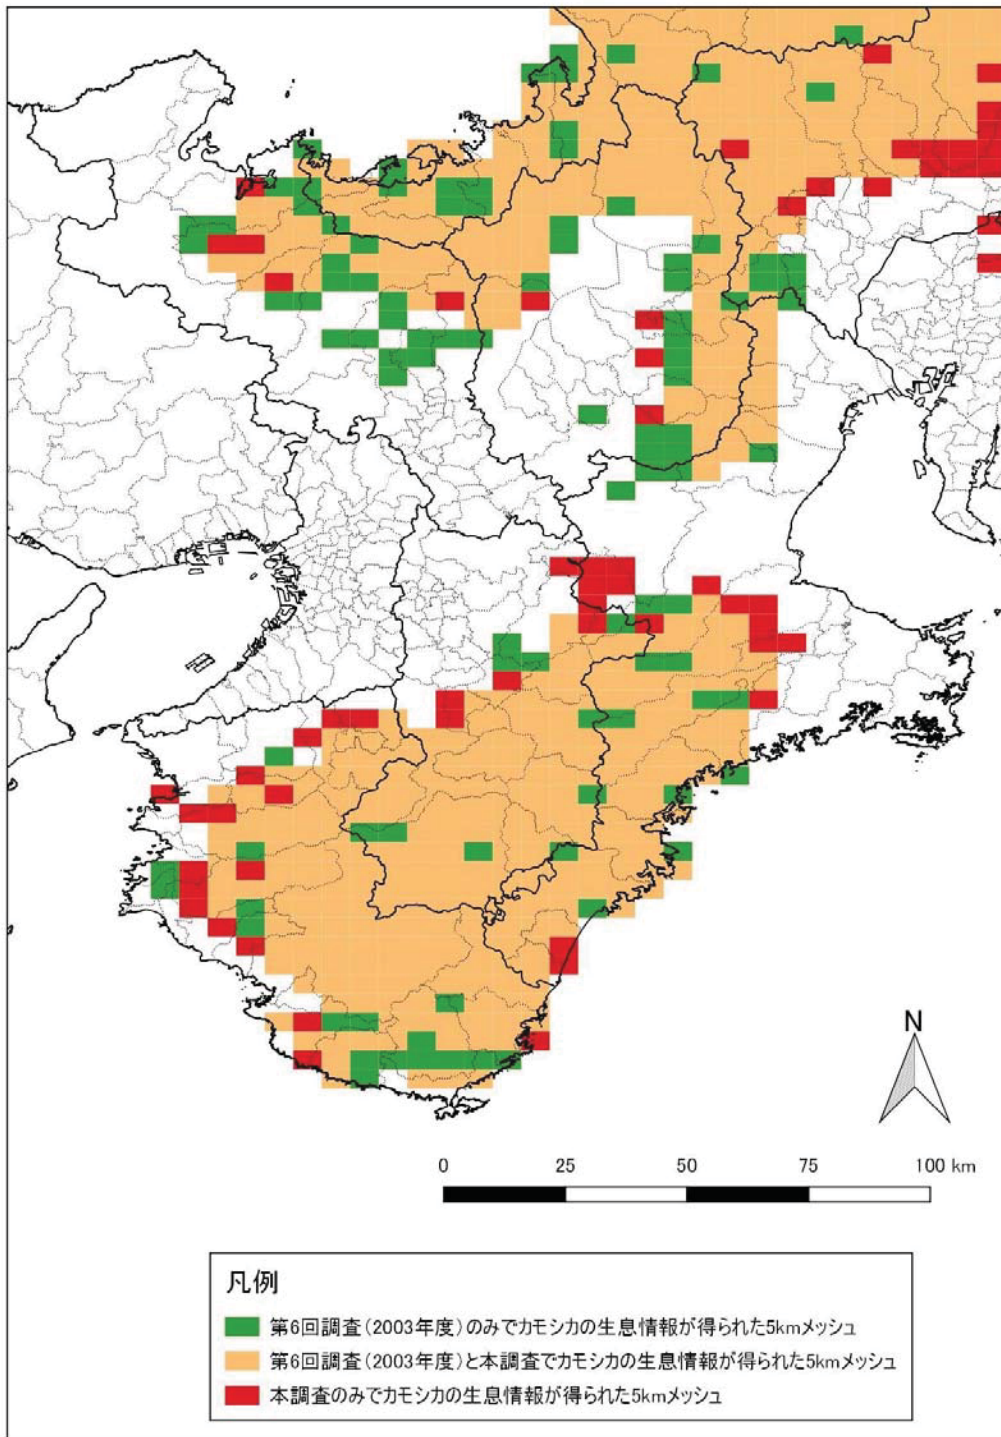 N
0 25 50 75 100 km
凡例
第6回調査(2003年度)のみでカモシカの生息情報が得られた5kmメッシュ
第6回調査(2003年度)と本調査でカモシカの生息情報が得られた5kmメッシュ
本調査のみでカモシカの生息情報が得られた5kmメッシュ